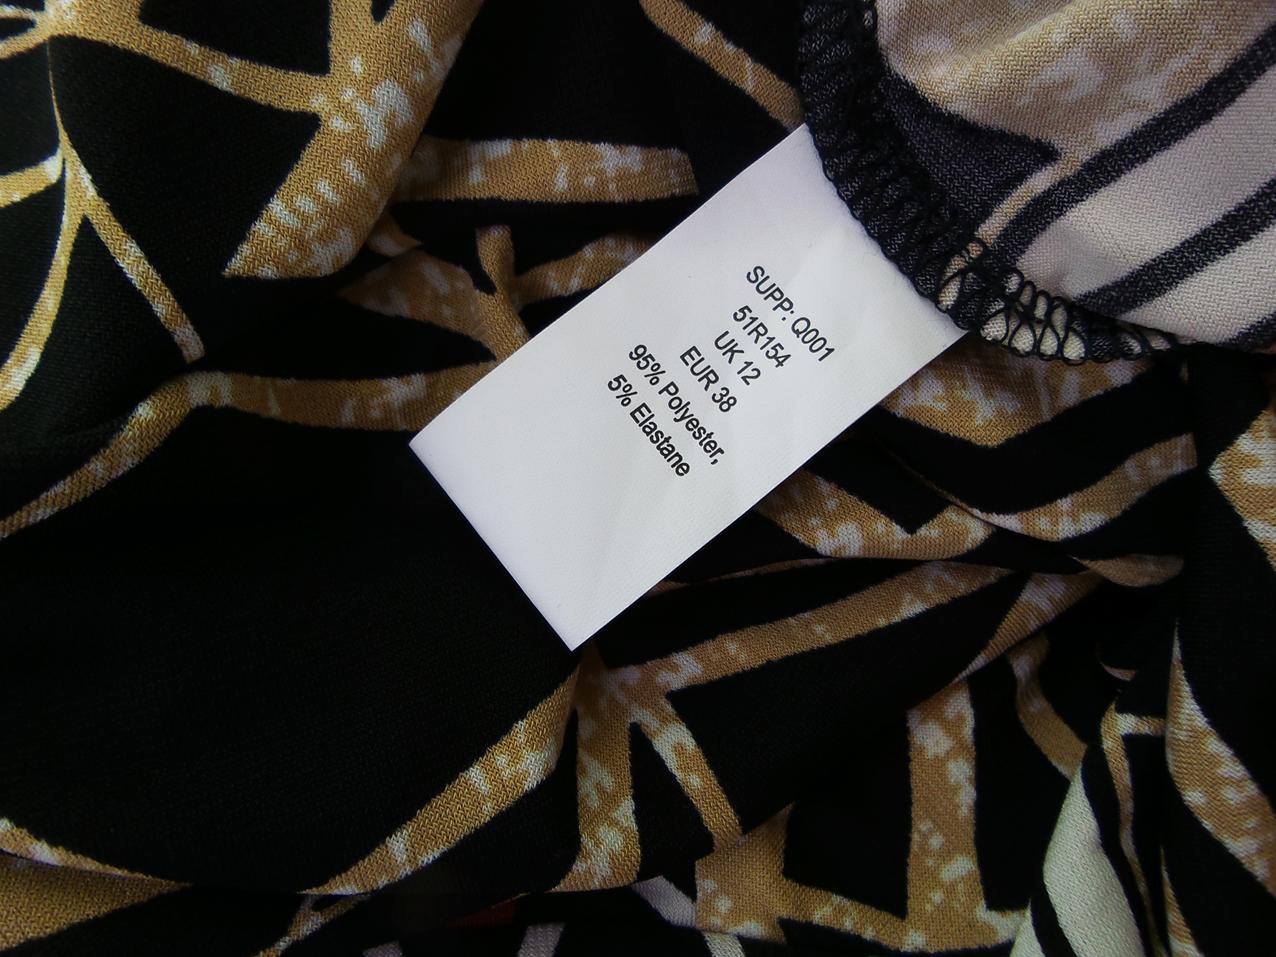 SUPP: Q001
51R154
UK 12
EUR 38
95% Polyester,
5% Elastane